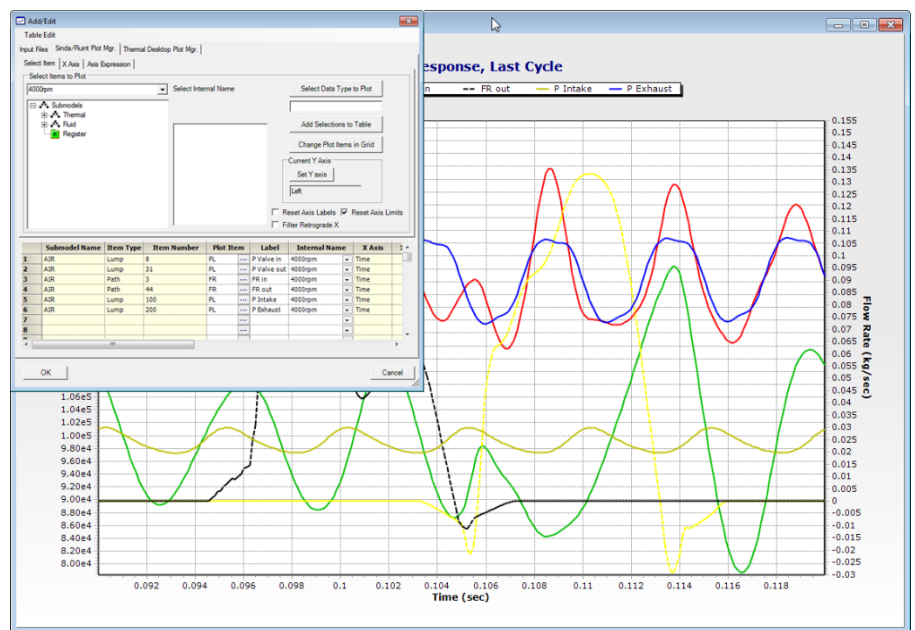 Add/Edit
Table Edit
Input Files Sinda/Fluint Plot Mgr. Thermal Desktop Plot Mgr.
Select Item X Axis Axis Expression
Select Items to Plot
4000rpm
Select Internal Name
Select Data Type to Plot
Submodels
Thermal
Fluid
Register
Add Selections to Table
Change Plot Items in Grid
Current Y Axis
Set Y axis
Left
Reset Axis Labels Reset Axis Limits
Filter Retrograde X
Submodel Name Item Type Item Number Plot Item Label Internal Name X Axis
1 AIR Lump 8 PL ... P Valve in 4000rpm Time
2 AIR Lump 31 PL ... P Valve out 4000rpm Time
3 AIR Path 3 FR ... FR in 4000rpm Time
4 AIR Path 44 FR ... FR out 4000rpm Time
5 AIR Lump 100 PL ... P Intake 4000rpm Time
6 AIR Lump 200 PL ... P Exhaust 4000rpm Time
7 ...
8 ...
OK Cancel
esponse, Last Cycle
n FR out P Intake P Exhaust
1.06e5
1.04e5
1.02e5
1.00e5
9.80e4
9.60e4
9.40e4
9.20e4
9.00e4
8.80e4
8.60e4
8.40e4
8.20e4
8.00e4
0.155
0.15
0.145
0.14
0.135
0.13
0.125
0.12
0.115
0.11
0.105
0.1
0.095
0.09
0.085
0.08
0.075
0.07
0.065
0.06
0.055
0.05
0.045
0.04
0.035
0.03
0.025
0.02
0.015
0.01
0.005
0
-0.005
-0.01
-0.015
-0.02
-0.025
-0.03
Flow Rate (kg/sec)
0.092 0.094 0.096 0.098 0.1 0.102 0.104 0.106 0.108 0.11 0.112 0.114 0.116 0.118
Time (sec)